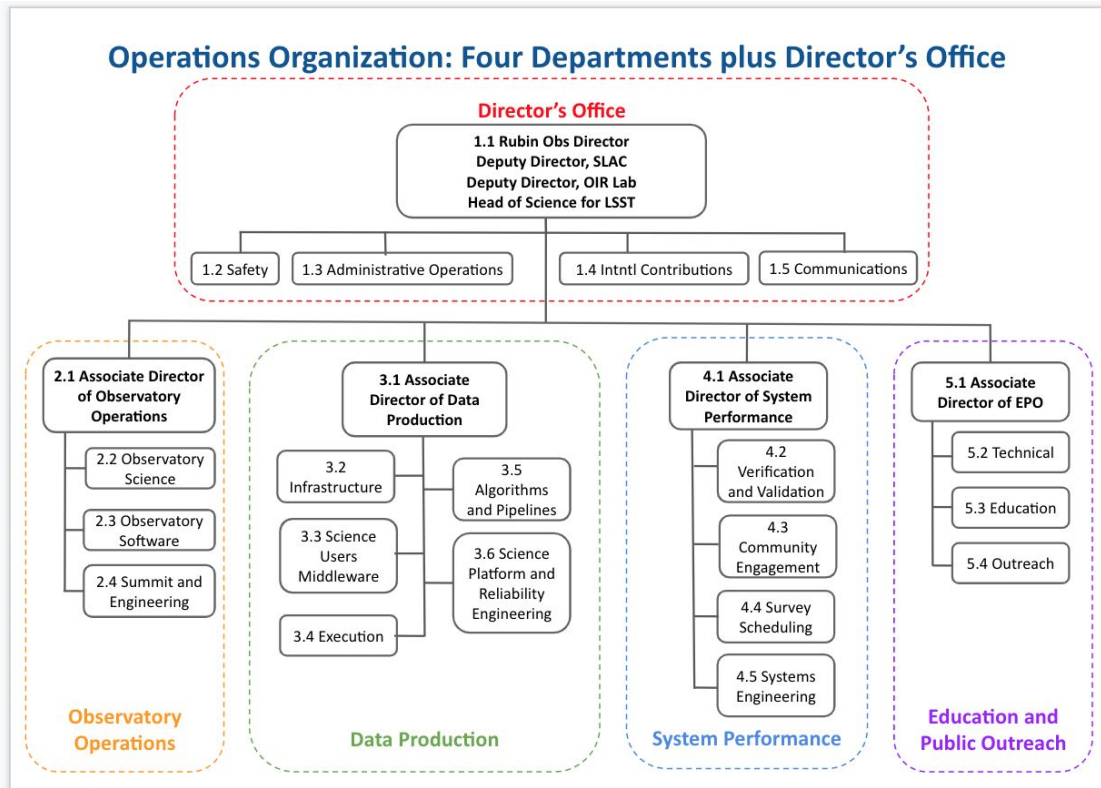 Operations Organization: Four Departments plus Director's Office
Director's Office
1.1 Rubin Obs Director
Deputy Director, SLAC
Deputy Director, OIR Lab
Head of Science for LSST
1.2 Safety
1.3 Administrative Operations
1.4 Intntl Contributions
1.5 Communications
2.1 Associate Director
of Observatory
Operations
2.2 Observatory
Science
2.3 Observatory
Software
2.4 Summit and
Engineering
Observatory
Operations
3.1 Associate
Director of Data
Production
3.2
Infrastructure
3.3 Science
Users
Middleware
3.4 Execution
3.5
Algorithms
and Pipelines
3.6 Science
Platform and
Reliability
Engineering
Data Production
4.1 Associate
Director of System
Performance
4.2
Verification
and Validation
4.3
Community
Engagement
4.4 Survey
Scheduling
4.5 Systems
Engineering
System Performance
5.1 Associate
Director of EPO
5.2 Technical
5.3 Education
5.4 Outreach
Education and
Public Outreach